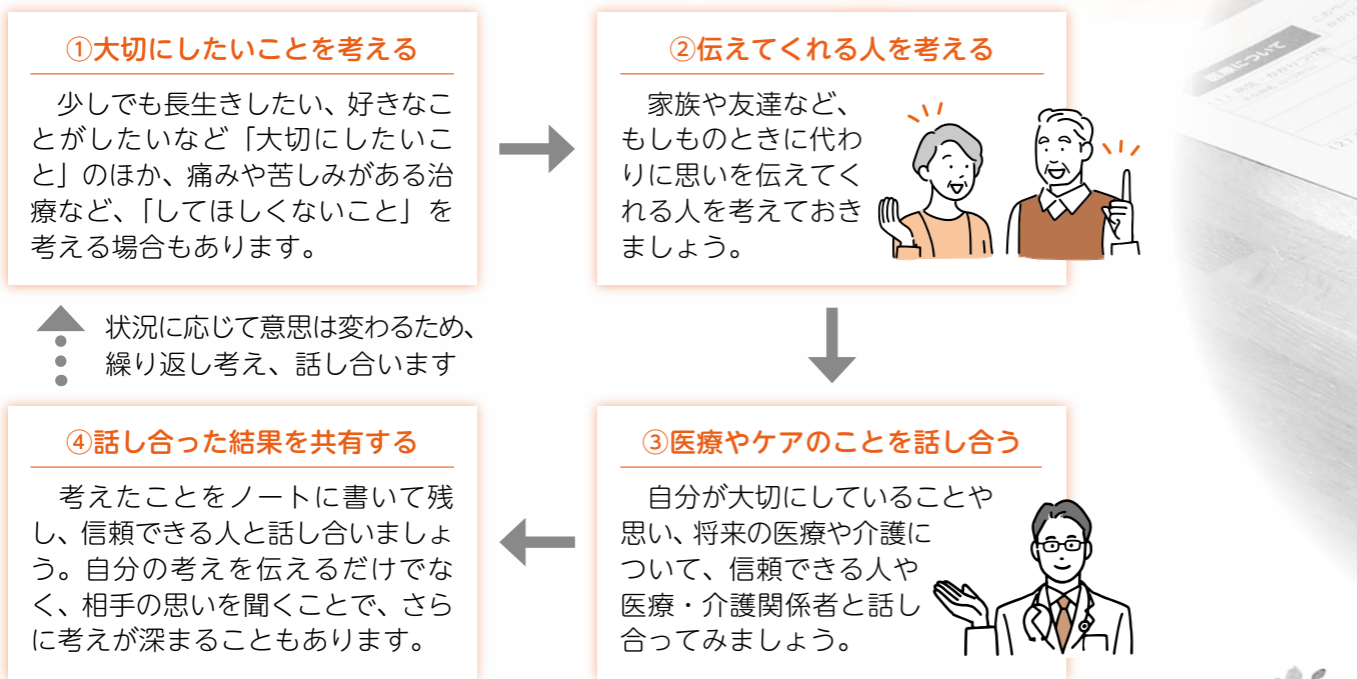 ①大切にしたいことを考える
少しでも長生きしたい、好きなこ
とがしたいなど「大切にしたいこ
と」のほか、痛みや苦しみがある治
療など、「してほしくないこと」を
考える場合もあります。
②伝えてくれる人を考える
家族や友達など、
もしものときに代わ
りに思いを伝えてく
れる人を考えておき
ましょう。
③医療やケアのことを話し合う
自分が大切にしていることや
思い、将来の医療や介護に
ついて、信頼できる人や
医療・介護関係者と話し
合ってみましょう。
④話し合った結果を共有する
考えたことをノートに書いて残
し、信頼できる人と話し合いましょ
う。自分の考えを伝えるだけでな
く、相手の思いを聞くことで、さら
に考えが深まることもあります。
状況に応じて意思は変わるため、
繰り返し考え、話し合います
医療について